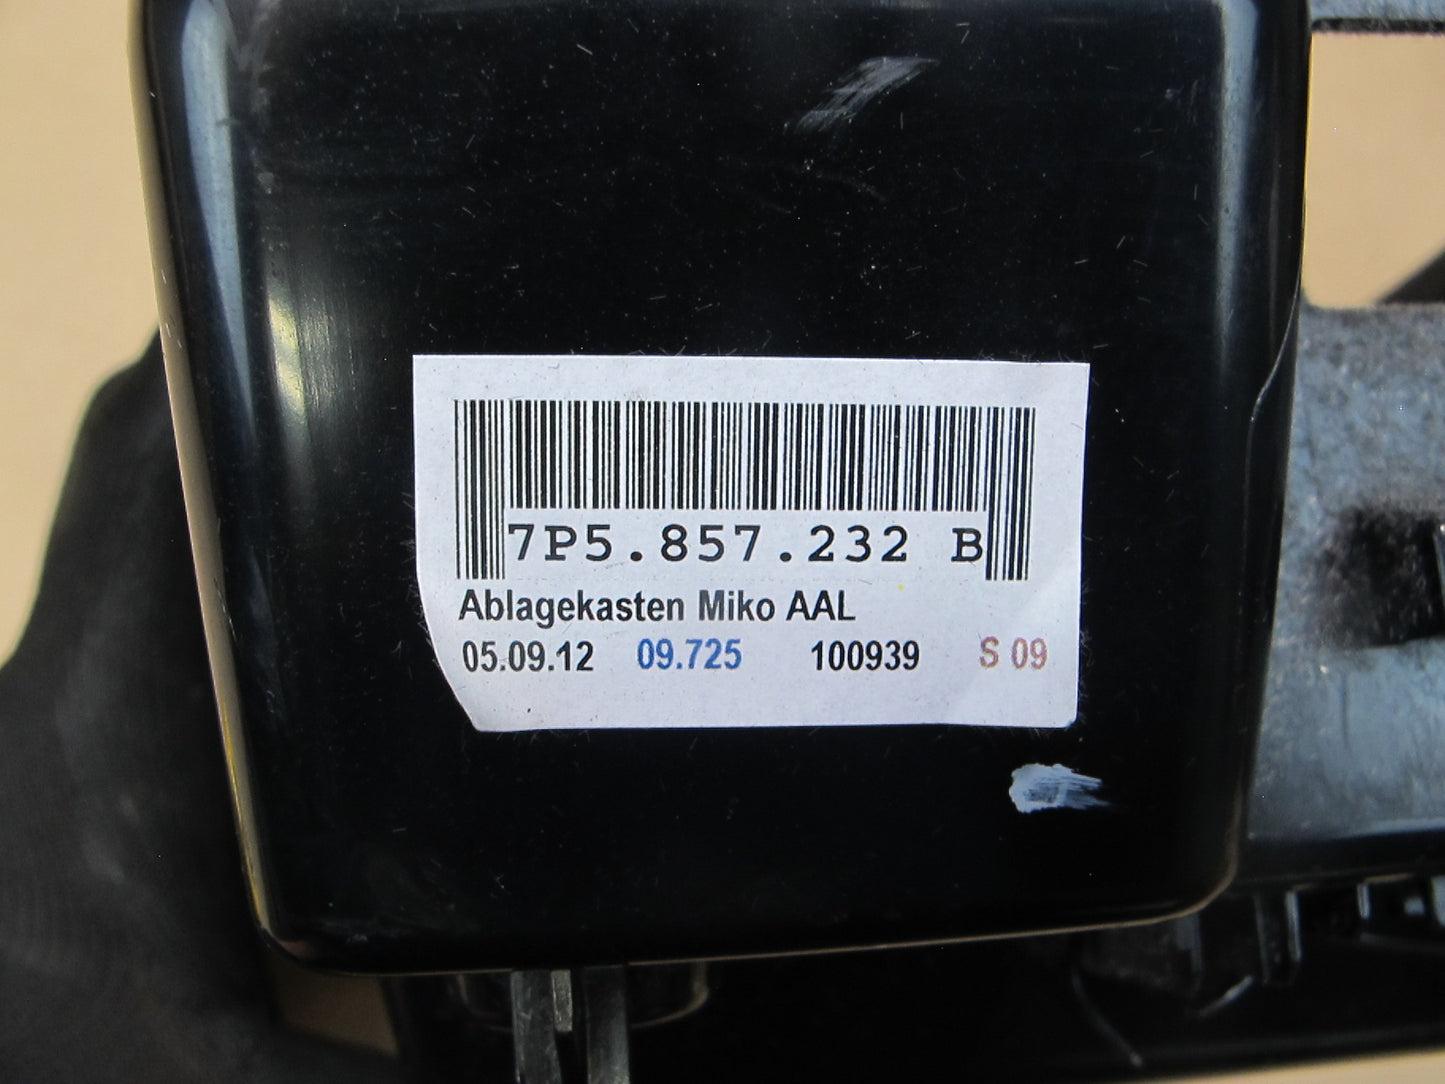 7P5.857.232 B
Ablagekasten Miko AAL
05.09.12 09.725 100939 S 09